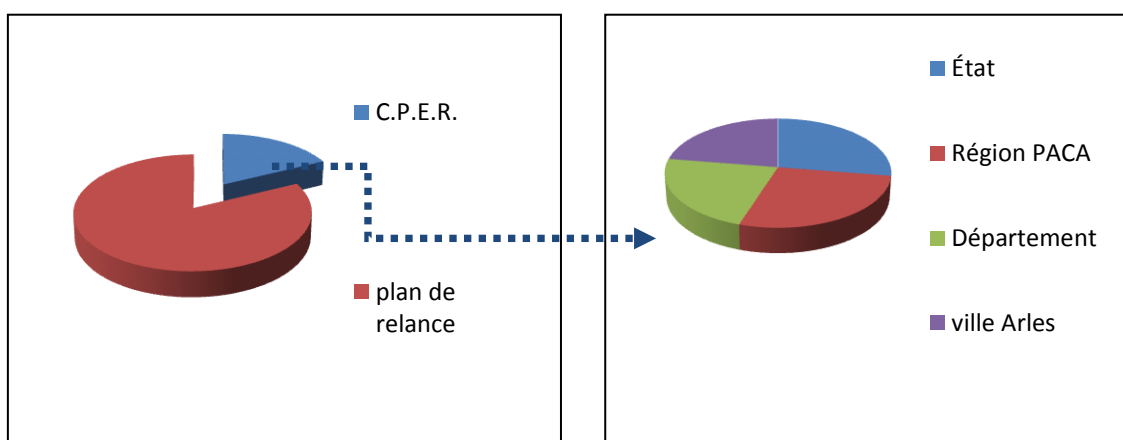 C.P.E.R.
plan de
relance
État
Région PACA
Département
ville Arles